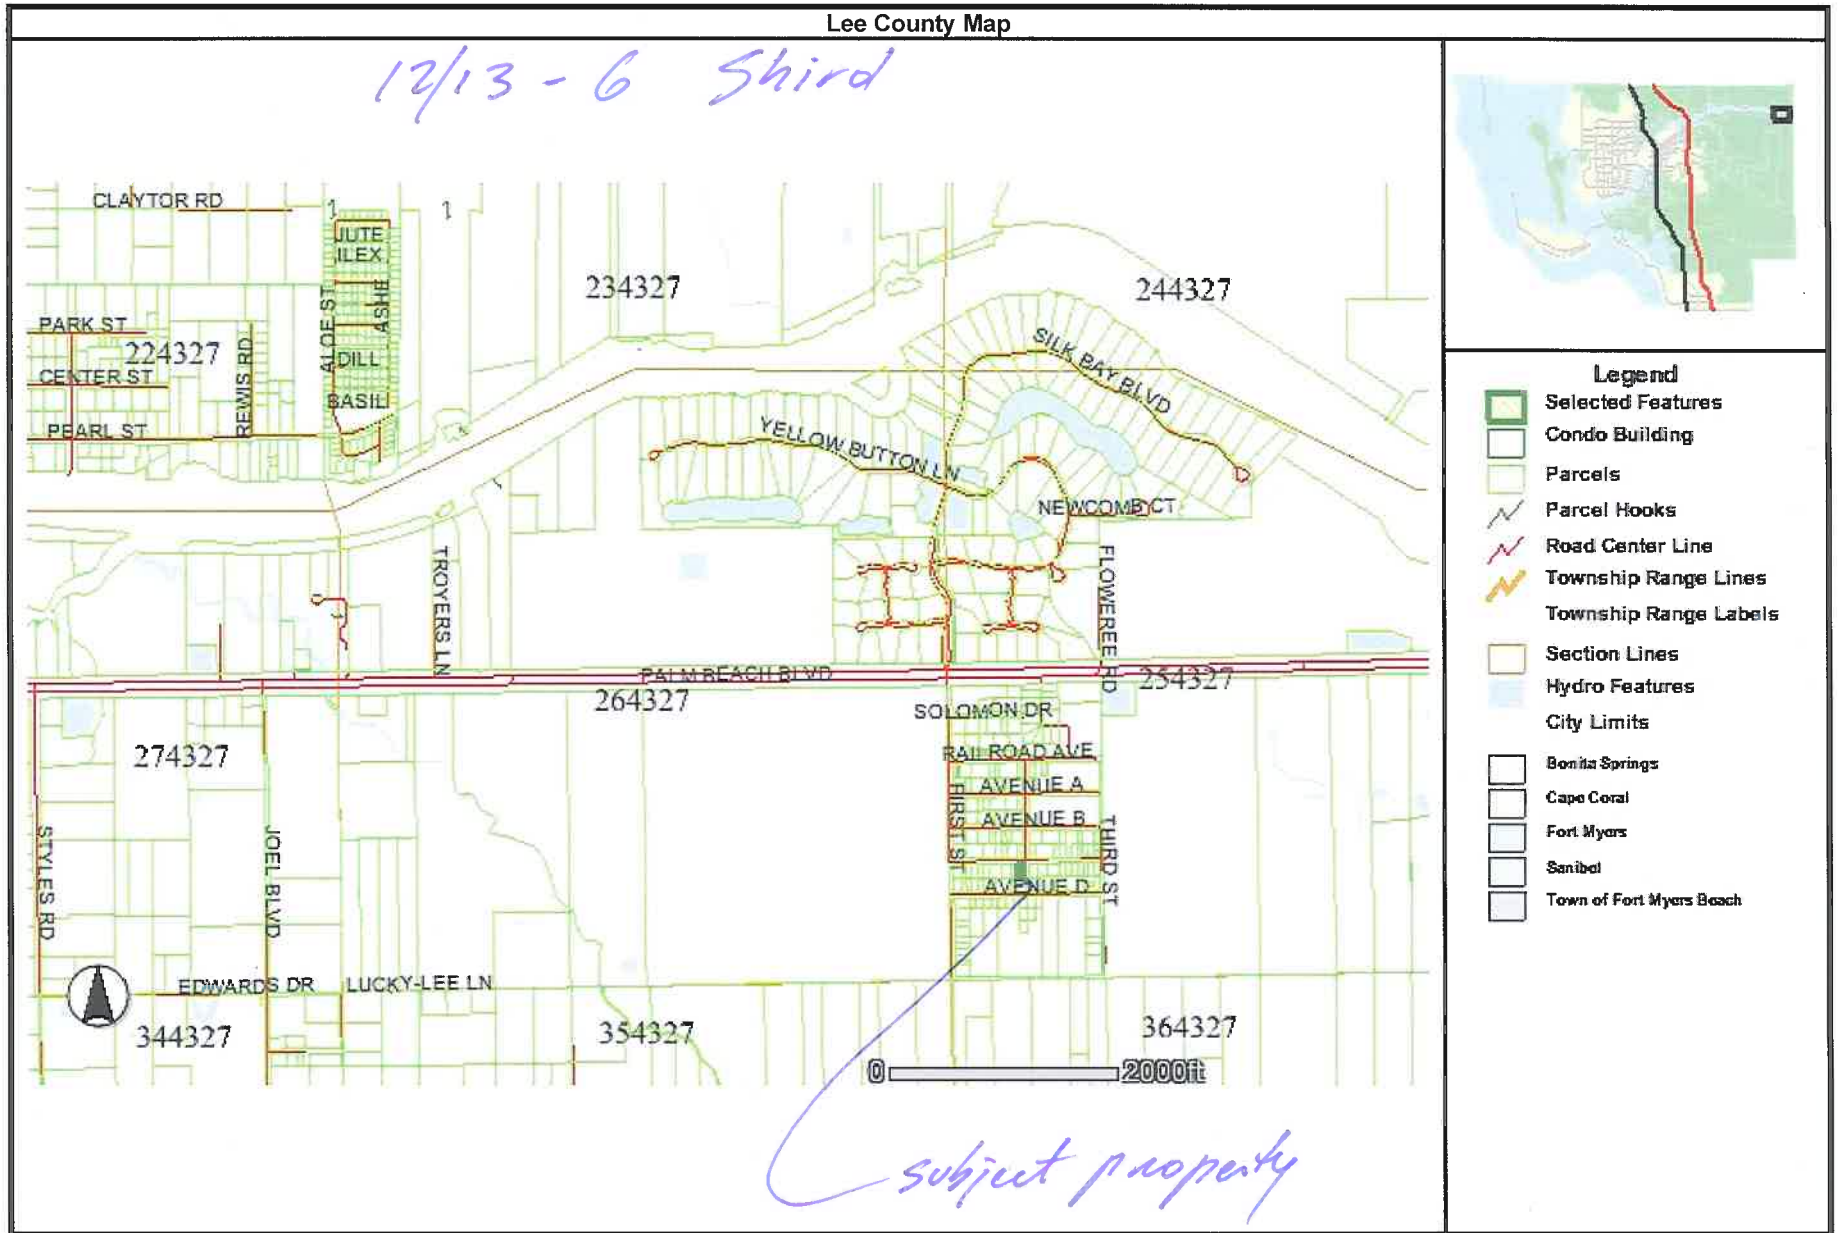 Lee County Map
12/13 - 6 Shird
CLAYTOR RD
1
1
JUTE
ILEX
234327
244327
ALOE ST
ASHE
PARK ST
224327
REWIS RD
DILL
CENTER ST
BASIL
PEARL ST
SILK BAY BLVD
YELLOW BUTTON LN
NEWCOMB CT
TROYERS LN
FLOWEREE RD
PALM BEACH BLVD
264327
254327
SOLOMON DR
274327
RAILROAD AVE
AVENUE A
FIRST ST
AVENUE B
THIRD ST
STYLES RD
JOEL BLVD
AVENUE D
EDWARDS DR
LUCKY-LEE LN
344327
354327
364327
0
2000ft
subject property
Legend
Selected Features
Condo Building
Parcels
Parcel Hooks
Road Center Line
Township Range Lines
Township Range Labels
Section Lines
Hydro Features
City Limits
Bonita Springs
Cape Coral
Fort Myers
Sanibel
Town of Fort Myers Beach